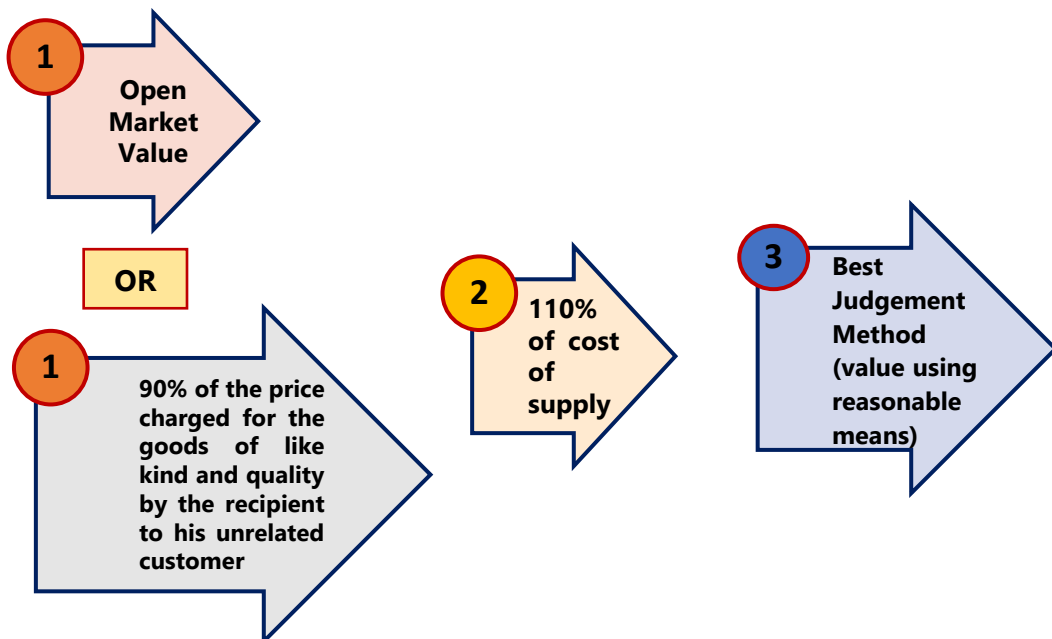 1
Open
Market
Value
OR
1
90% of the price
charged for the
goods of like
kind and quality
by the recipient
to his unrelated
customer
2
110%
of cost
of
supply
3
Best
Judgement
Method
(value using
reasonable
means)